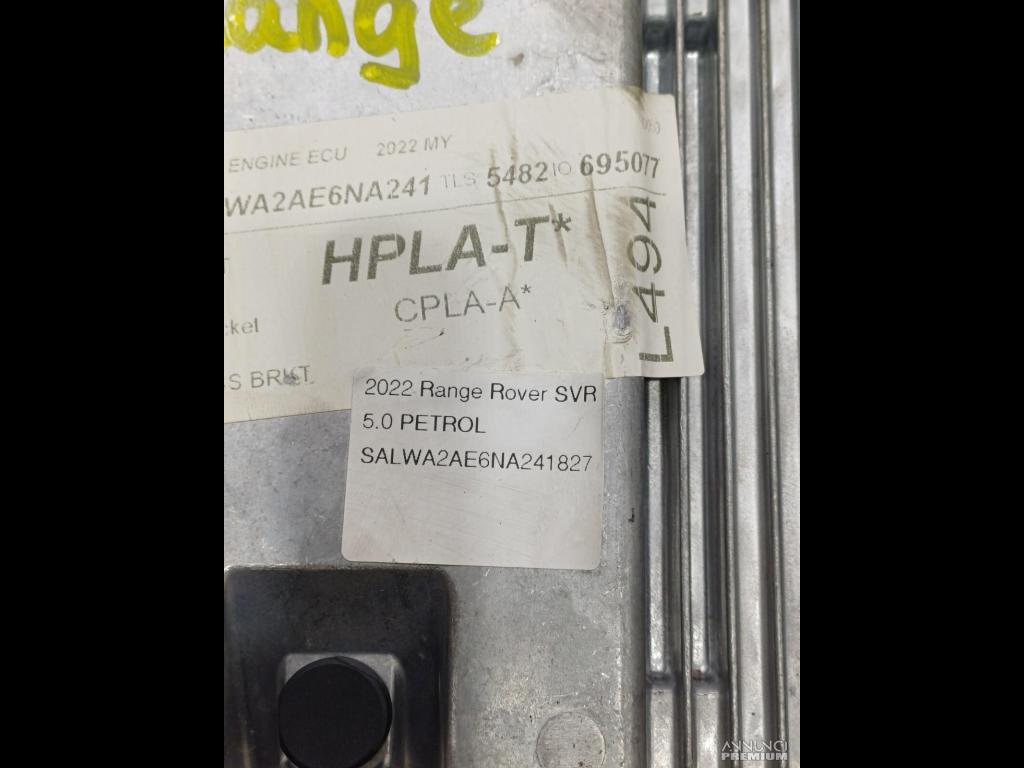 ange
ENGINE ECU 2022 MY
WA2AE6NA241 TLS 5482 IO 695077
HPLA-T*
CPLA-A*
L494
cket
S BRKT
2022 Range Rover SVR
5.0 PETROL
SALWA2AE6NA241827
ANNUNCI
PREMIUM